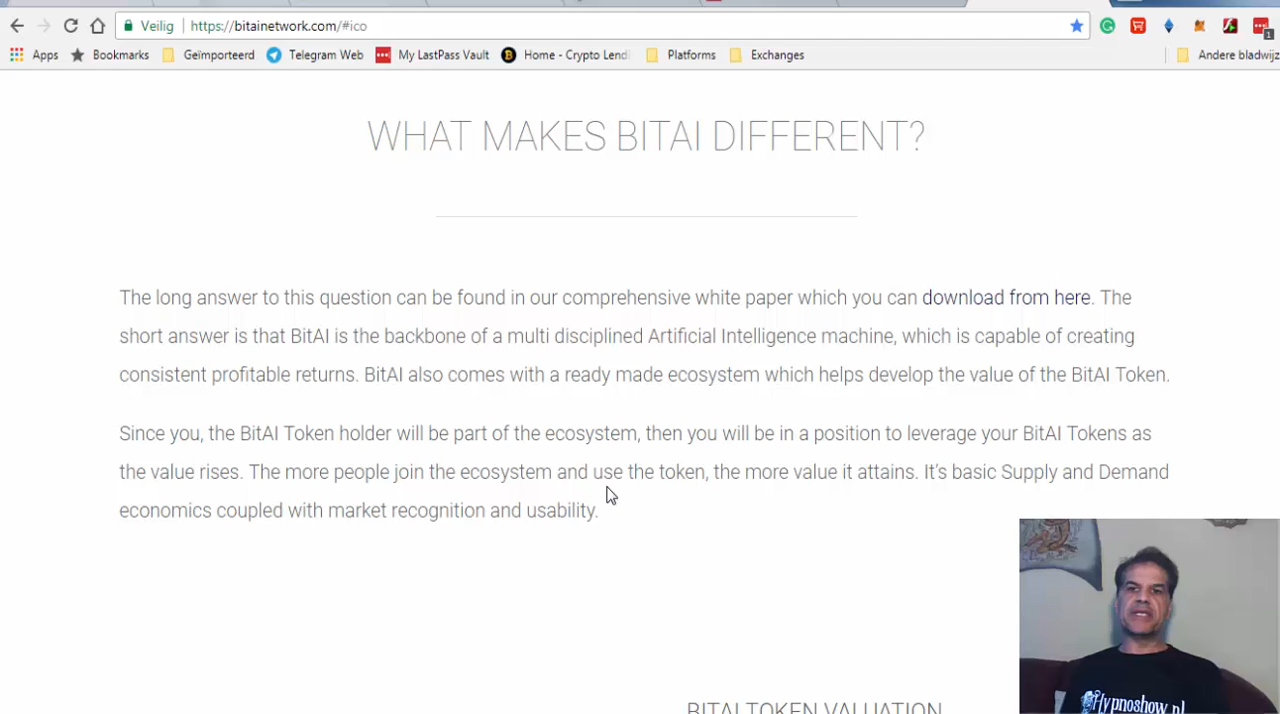 Veilig https://bitainetwork.com/#ico
Apps Bookmarks Geïmporteerd Telegram Web My LastPass Vault Home - Crypto Lendi Platforms Exchanges Andere bladwijz
1
WHAT MAKES BITAI DIFFERENT?
The long answer to this question can be found in our comprehensive white paper which you can download from here. The
short answer is that BitAI is the backbone of a multi disciplined Artificial Intelligence machine, which is capable of creating
consistent profitable returns. BitAI also comes with a ready made ecosystem which helps develop the value of the BitAI Token.
Since you, the BitAI Token holder will be part of the ecosystem, then you will be in a position to leverage your BitAI Tokens as
the value rises. The more people join the ecosystem and use the token, the more value it attains. It's basic Supply and Demand
economics coupled with market recognition and usability.
BITAI TOKEN VALUATION
Hypnoshow.nl